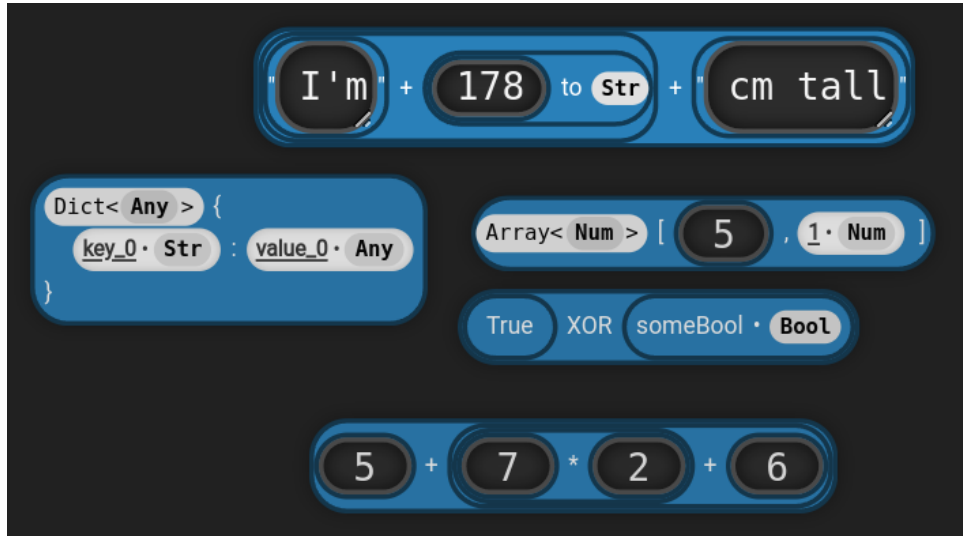 "I'm" + 178 to Str + " cm tall"
Dict< Any > {
key_0· Str : value_0· Any
}
Array< Num > [ 5 , 1· Num ]
True XOR someBool · Bool
5 + 7 * 2 + 6